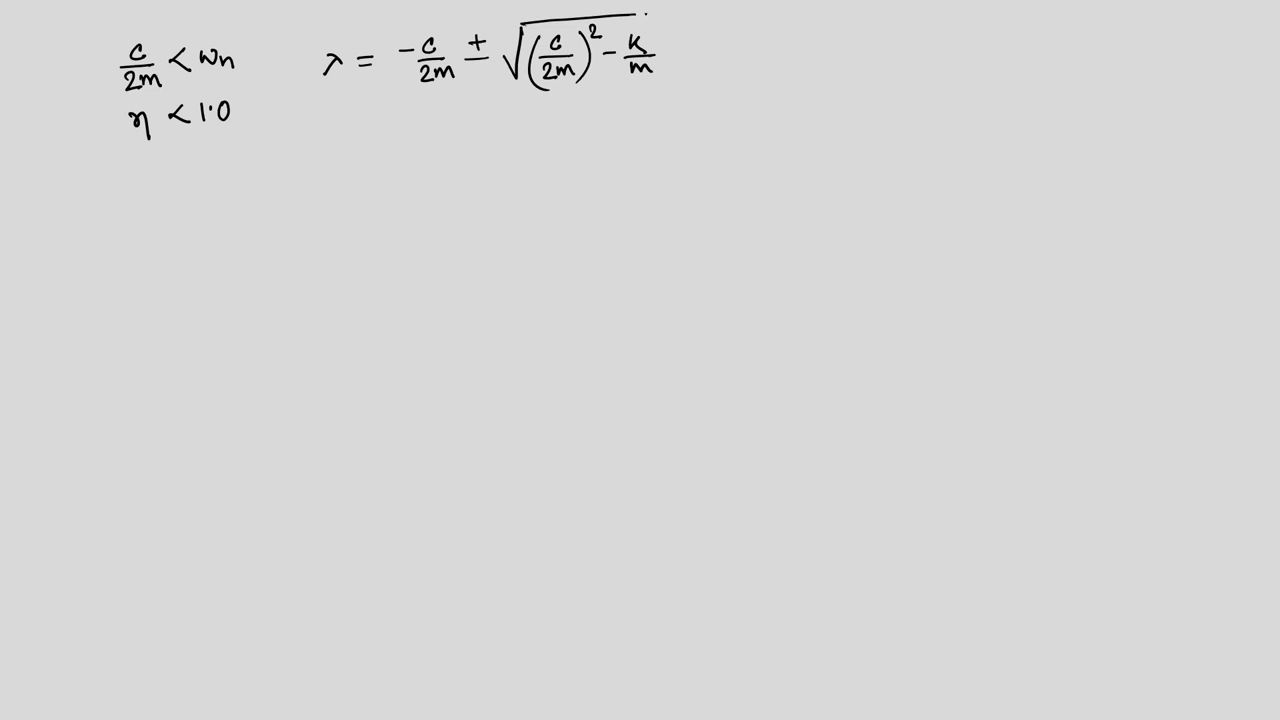 c/2m < ωn    λ = -c/2m ± √((c/2m)² - k/m)
η < 1.0